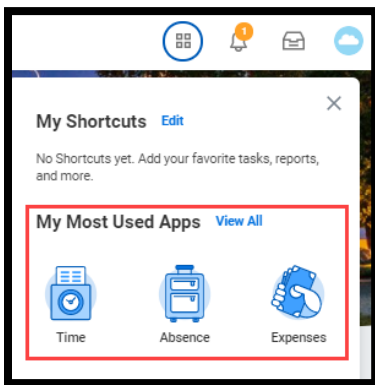 1
My Shortcuts Edit
No Shortcuts yet. Add your favorite tasks, reports,
and more.
My Most Used Apps View All
Time Absence Expenses